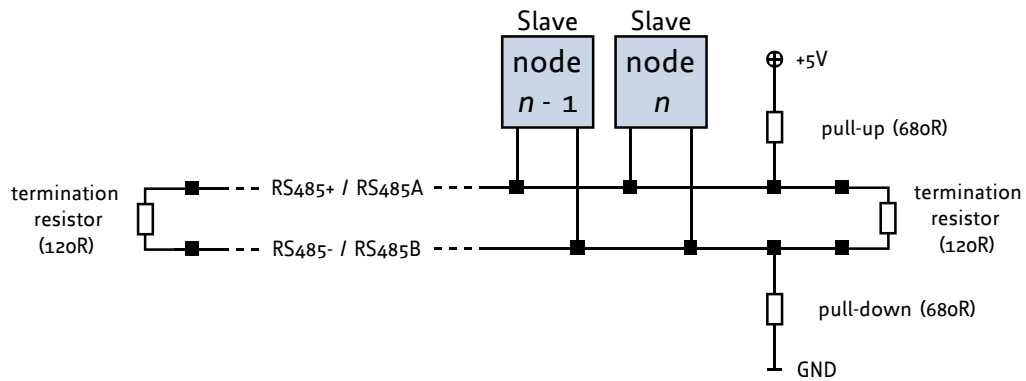 Slave
Slave
node
n - 1
node
n
+5V
pull-up (680R)
termination
resistor
(120R)
RS485+ / RS485A
RS485- / RS485B
termination
resistor
(120R)
pull-down (680R)
GND